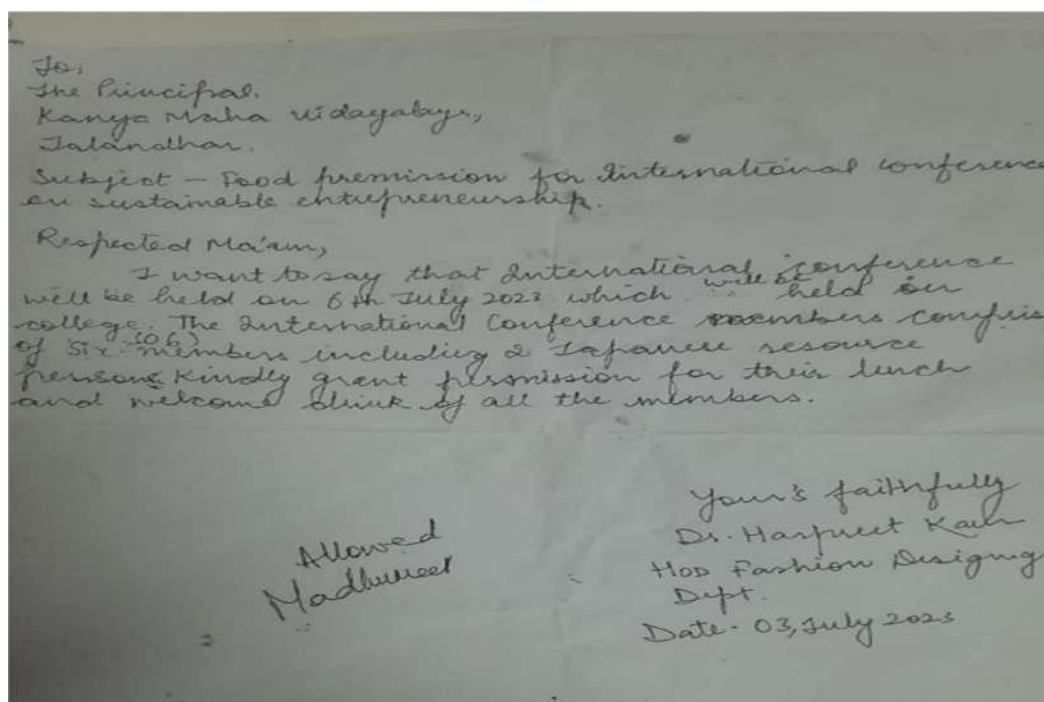 To,
The Principal.
Kanya Maha Vidayalaya,
Jalandhar.
Subject - Food premission for International conference
on sustainable entrepreneurship.
Respected Ma'am,
I want to say that International conference
will be held on 6th July 2023 which will be held in
college. The International Conference members compris
of Six (06) members including 2 Japanese resource
persons. Kindly grant permission for their lunch
and welcome drink of all the members.
Your's faithfully
Dr. Harpreet Kaur
HOD Fashion Designing
Dept.
Date - 03, July 2023
Allowed